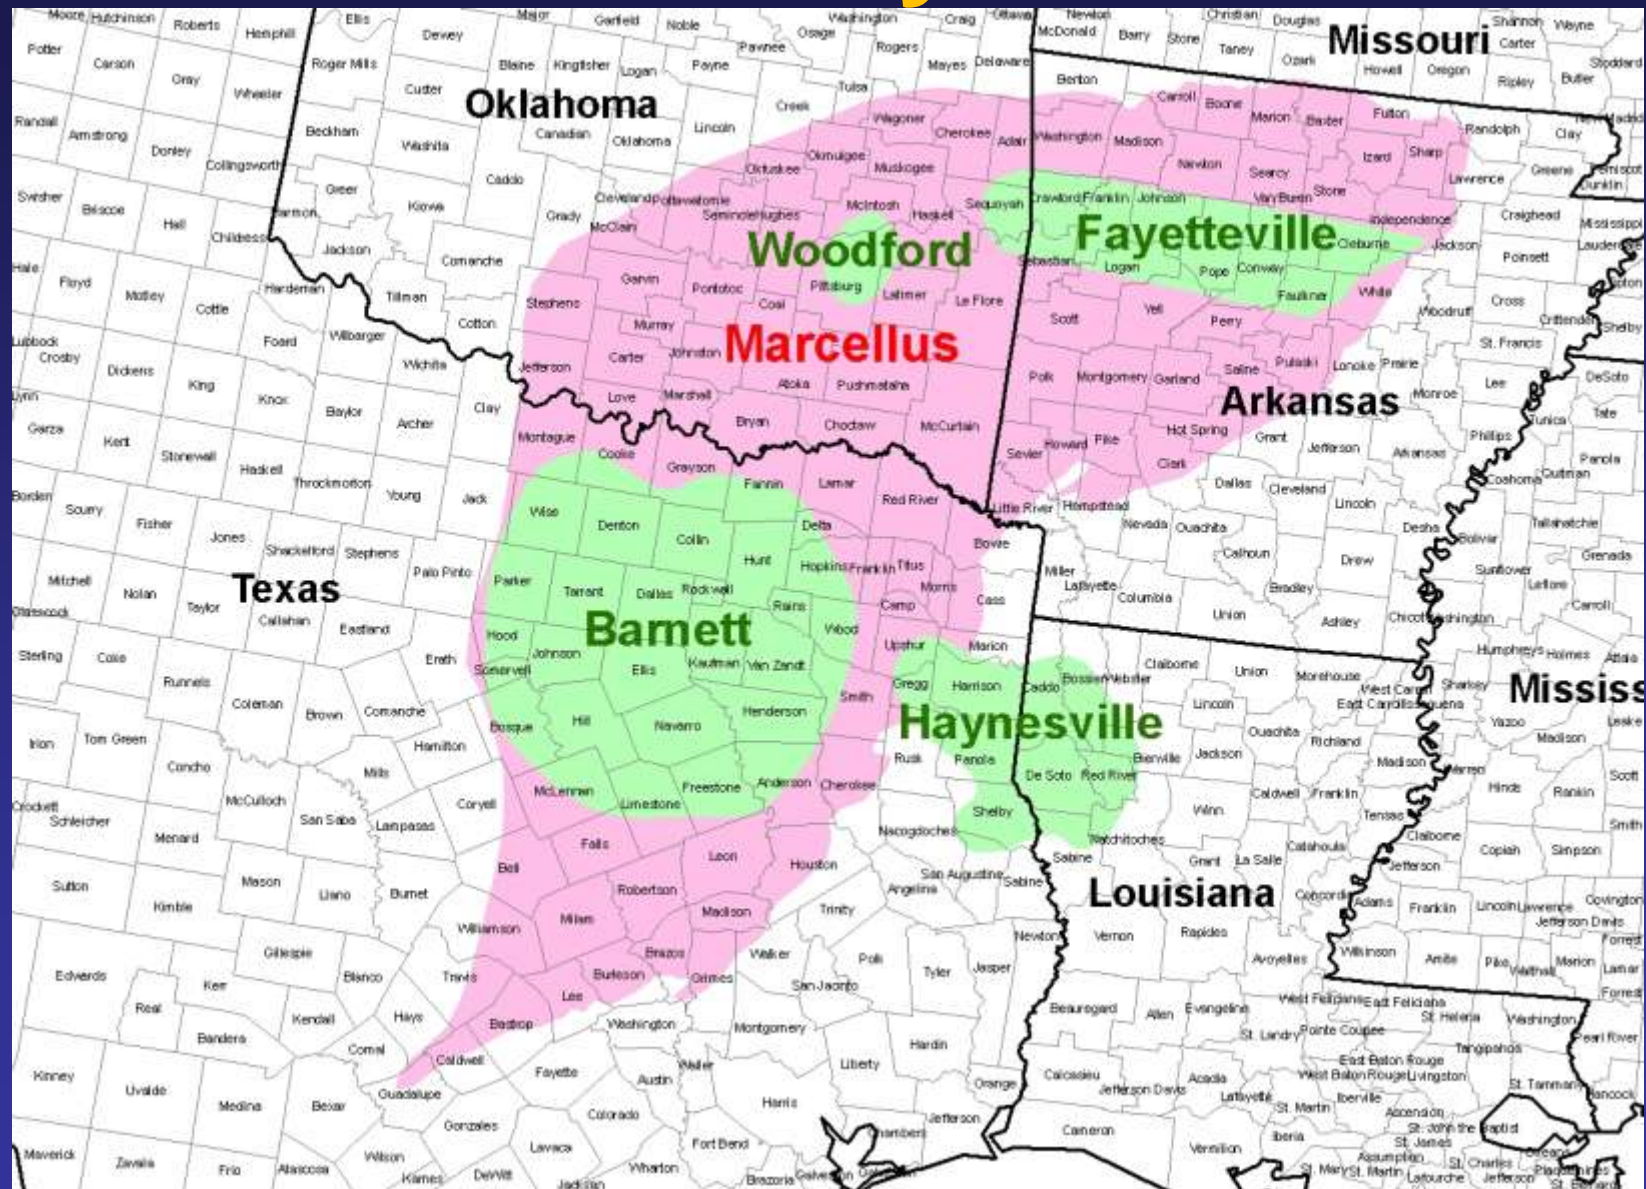 Moore Hutchinson Roberts Hemphill Ellis Dewey Major Garfield Noble Osage Washington Craig Ottawa Newton McDonald Barry Stone Christian Taney Douglas Ozark Missouri Howell Oregon Shannon Carter Ripley Wayne Butler Stoddard
Potter Carson Gray Wheeler Roger Mills Custer Blaine Kingfisher Logan Payne Pawnee Rogers Mayes Delaware Benton
Oklahoma
Tulsa Creek Lincoln Canadian Oklahoma Wagoner Cherokee Adair Washington Madison Carroll Boone Marion Baxter Fulton Randolph Clay
Randall Armstrong Donley Collingsworth Beckham Washita Caddo Okmulgee Muskogee Okfuskee Newton Searcy Izard Sharp Lawrence Greene Dunklin
Swisher Briscoe Hall Childress Greer Kiowa Grady Cleveland Pottawatomie Seminole Hughes McClain McIntosh Haskell Sequoyah Crawford Franklin Johnson Van Buren Stone Independence Craighead Mississippi
Woodford
Fayetteville
Jackson Comanche Garvin Pontotoc Coal Pittsburg Latimer Le Flore Sebastian Logan Pope Conway Cleburne Faulkner White Jackson Poinsett
Hale Floyd Motley Cottle Hardeman Tillman Cotton Stephens Murray Scott Yell Perry Woodruff Cross Crittenden Shelby St. Francis
Marcellus
Lubbock Crosby Dickens King Foard Wilbarger Wichita Jefferson Carter Johnston Love Marshall Atoka Pushmataha Polk Montgomery Garland Saline Pulaski Lonoke Prairie Monroe Lee DeSoto
Arkansas
Lynn Garza Kent Stonewall Knox Haskell Baylor Throckmorton Archer Young Clay Jack Montague Cooke Grayson Bryan Choctaw McCurtain Sevier Howard Pike Hot Spring Clark Grant Jefferson Arkansas Phillips Tunica Tate Panola Quitman Coahoma
Borden Scurry Fisher Jones Shackelford Stephens Wise Denton Collin Fannin Lamar Red River Delta Hunt Little River Hempstead Nevada Ouachita Dallas Cleveland Lincoln Desha Bolivar Tallahatchie Grenada
Mitchell Nolan Taylor Callahan Eastland Palo Pinto Parker Tarrant Dallas Rockwall Rains Hopkins Franklin Titus Morris Bowie Cass Camp Miller Lafayette Columbia Calhoun Union Bradley Drew Ashley Chicot Washington Sunflower Leflore Carroll
Texas
Barnett
Glasscock Sterling Coke Runnels Coleman Brown Comanche Erath Hood Somervell Johnson Ellis Kaufman Van Zandt Wood Upshur Marion Smith Gregg Harrison Caddo Bossier Webster Claiborne Union Morehouse West Carroll East Carroll Issaquena Humphreys Holmes Attala Sharkey
Haynesville
Mississ
Irion Tom Green Concho Mills Hamilton Bosque Hill Navarro Henderson Rusk Panola De Soto Red River Bienville Lincoln Jackson Ouachita Richland Madison Warren Yazoo Madison Leake Hinds Rankin Scott
Crockett Schleicher Menard McCulloch San Saba Lampasas Coryell McLennan Limestone Freestone Anderson Cherokee Nacogdoches Shelby Natchitoches Winn Caldwell Franklin Tensas Claiborne Copiah Simpson Smith
Sutton Kimble Mason Llano Burnet Bell Falls Robertson Leon Houston Angelina San Augustine Sabine Sabine Grant La Salle Catahoula Concordia Adams Jefferson Franklin Lincoln Lawrence Jefferson Davis Covington
Louisiana
Edwards Real Kerr Gillespie Blanco Williamson Travis Milam Brazos Madison Burleson Grimes Walker Trinity Polk Tyler Jasper Newton San Jacinto Vernon Rapides Avoyelles Wilkinson Amite Pike Walthall Marion Lamar Forrest
Kinney Uvalde Bandera Kendall Comal Hays Bastrop Lee Washington Montgomery Liberty Hardin Beauregard Allen Evangeline St. Landry Pointe Coupee West Feliciana East Feliciana St. Helena Tangipahoa Washington Pearl River
Medina Bexar Guadalupe Caldwell Fayette Austin Waller Harris Orange Jefferson Calcasieu Jefferson Davis Acadia Lafayette St. Martin Iberville East Baton Rouge West Baton Rouge Livingston Ascension St. Tammany Hancock
Maverick Zavala Frio Atascosa Wilson Karnes Gonzales DeWitt Lavaca Jackson Colorado Wharton Fort Bend Brazoria Galveston Chambers Cameron Vermilion Iberia St. Mary St. Martin Assumption St. James St. John the Baptist St. Charles Lafourche Jefferson Orleans Plaquemines St. Bernard